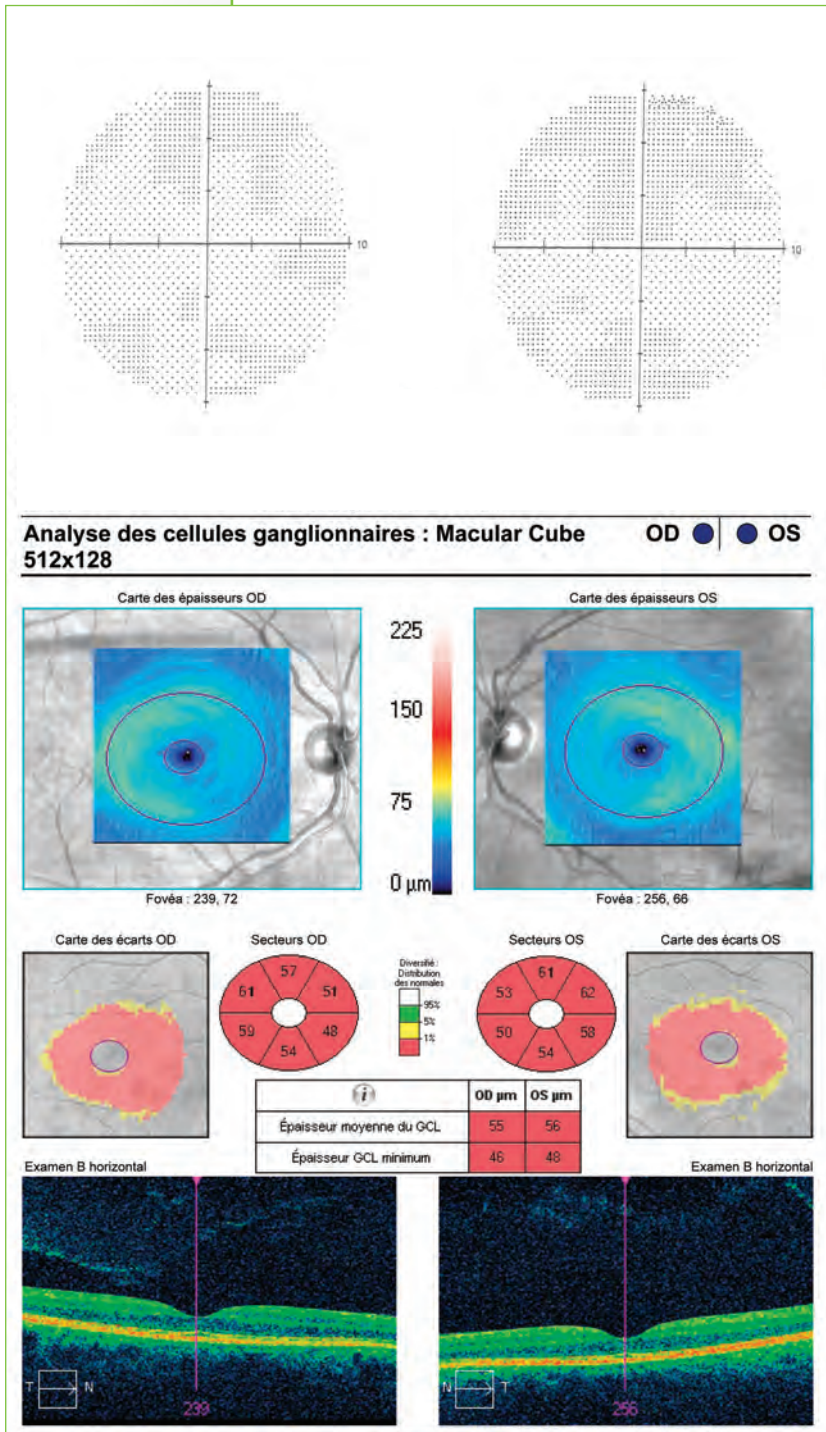 10
10
Analyse des cellules ganglionnaires : Macular Cube 512x128
OD OS
Carte des épaisseurs OD
Carte des épaisseurs OS
225
150
75
0 µm
Fovéa : 239, 72
Fovéa : 256, 66
Carte des écarts OD
Secteurs OD
Diversifié :
Distribution
des normales
95%
5%
1%
Secteurs OS
Carte des écarts OS
57
61 51
59 48
54
61
53 62
50 58
54
i OD µm OS µm
Épaisseur moyenne du GCL 55 56
Épaisseur GCL minimum 46 48
Examen B horizontal
Examen B horizontal
T N
239
N T
256